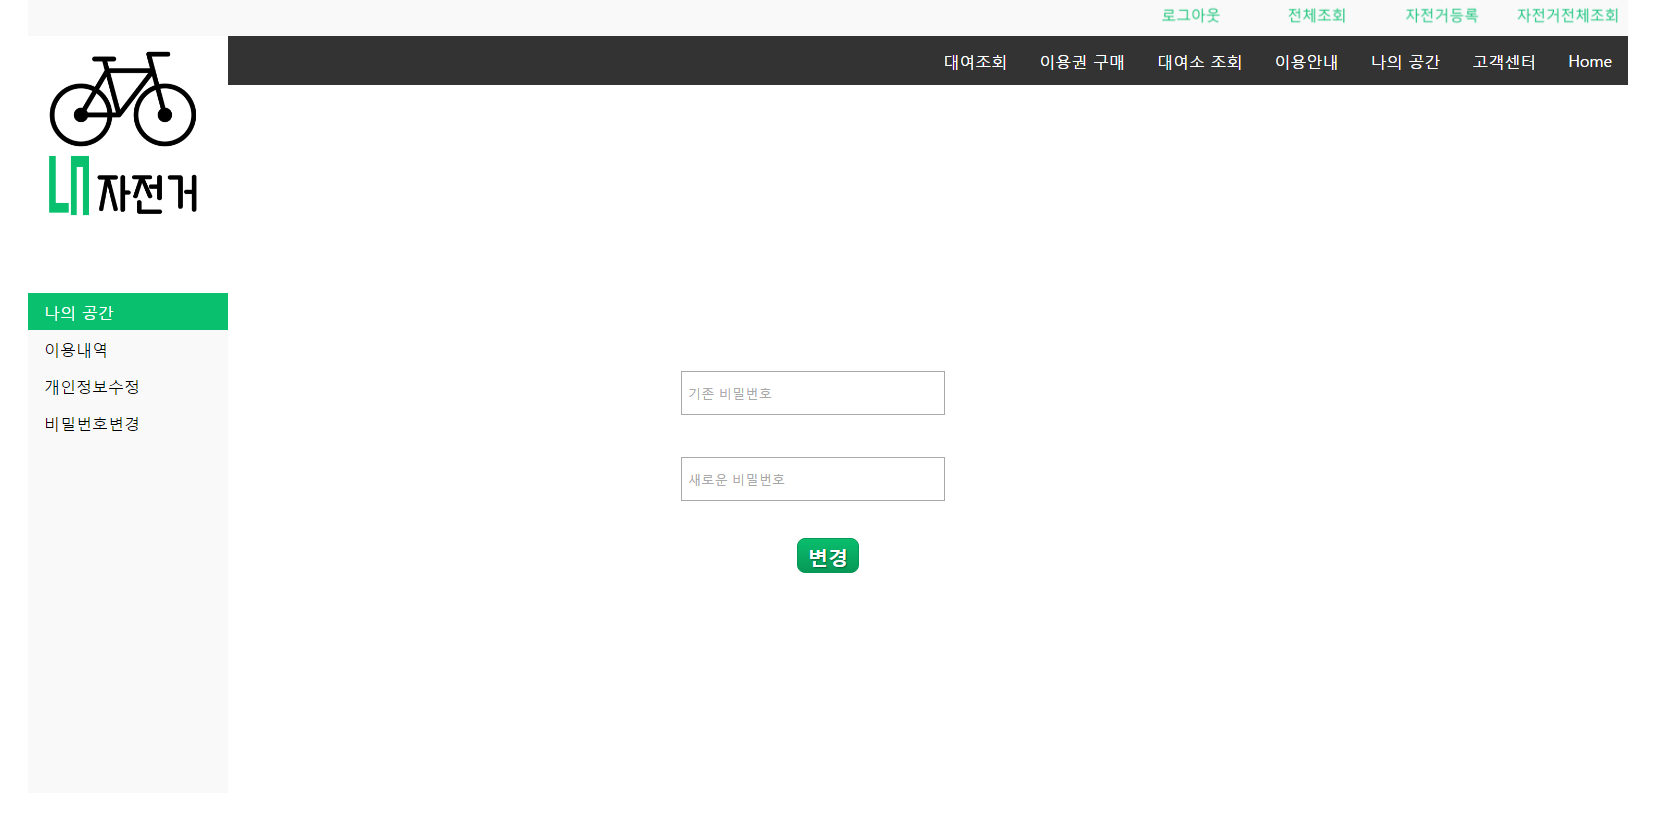 로그아웃 전체조회 자전거등록 자전거전체조회
대여조회 이용권 구매 대여소 조회 이용안내 나의 공간 고객센터 Home
나 자전거
나의 공간
이용내역
개인정보수정
비밀번호변경
기존 비밀번호
새로운 비밀번호
변경